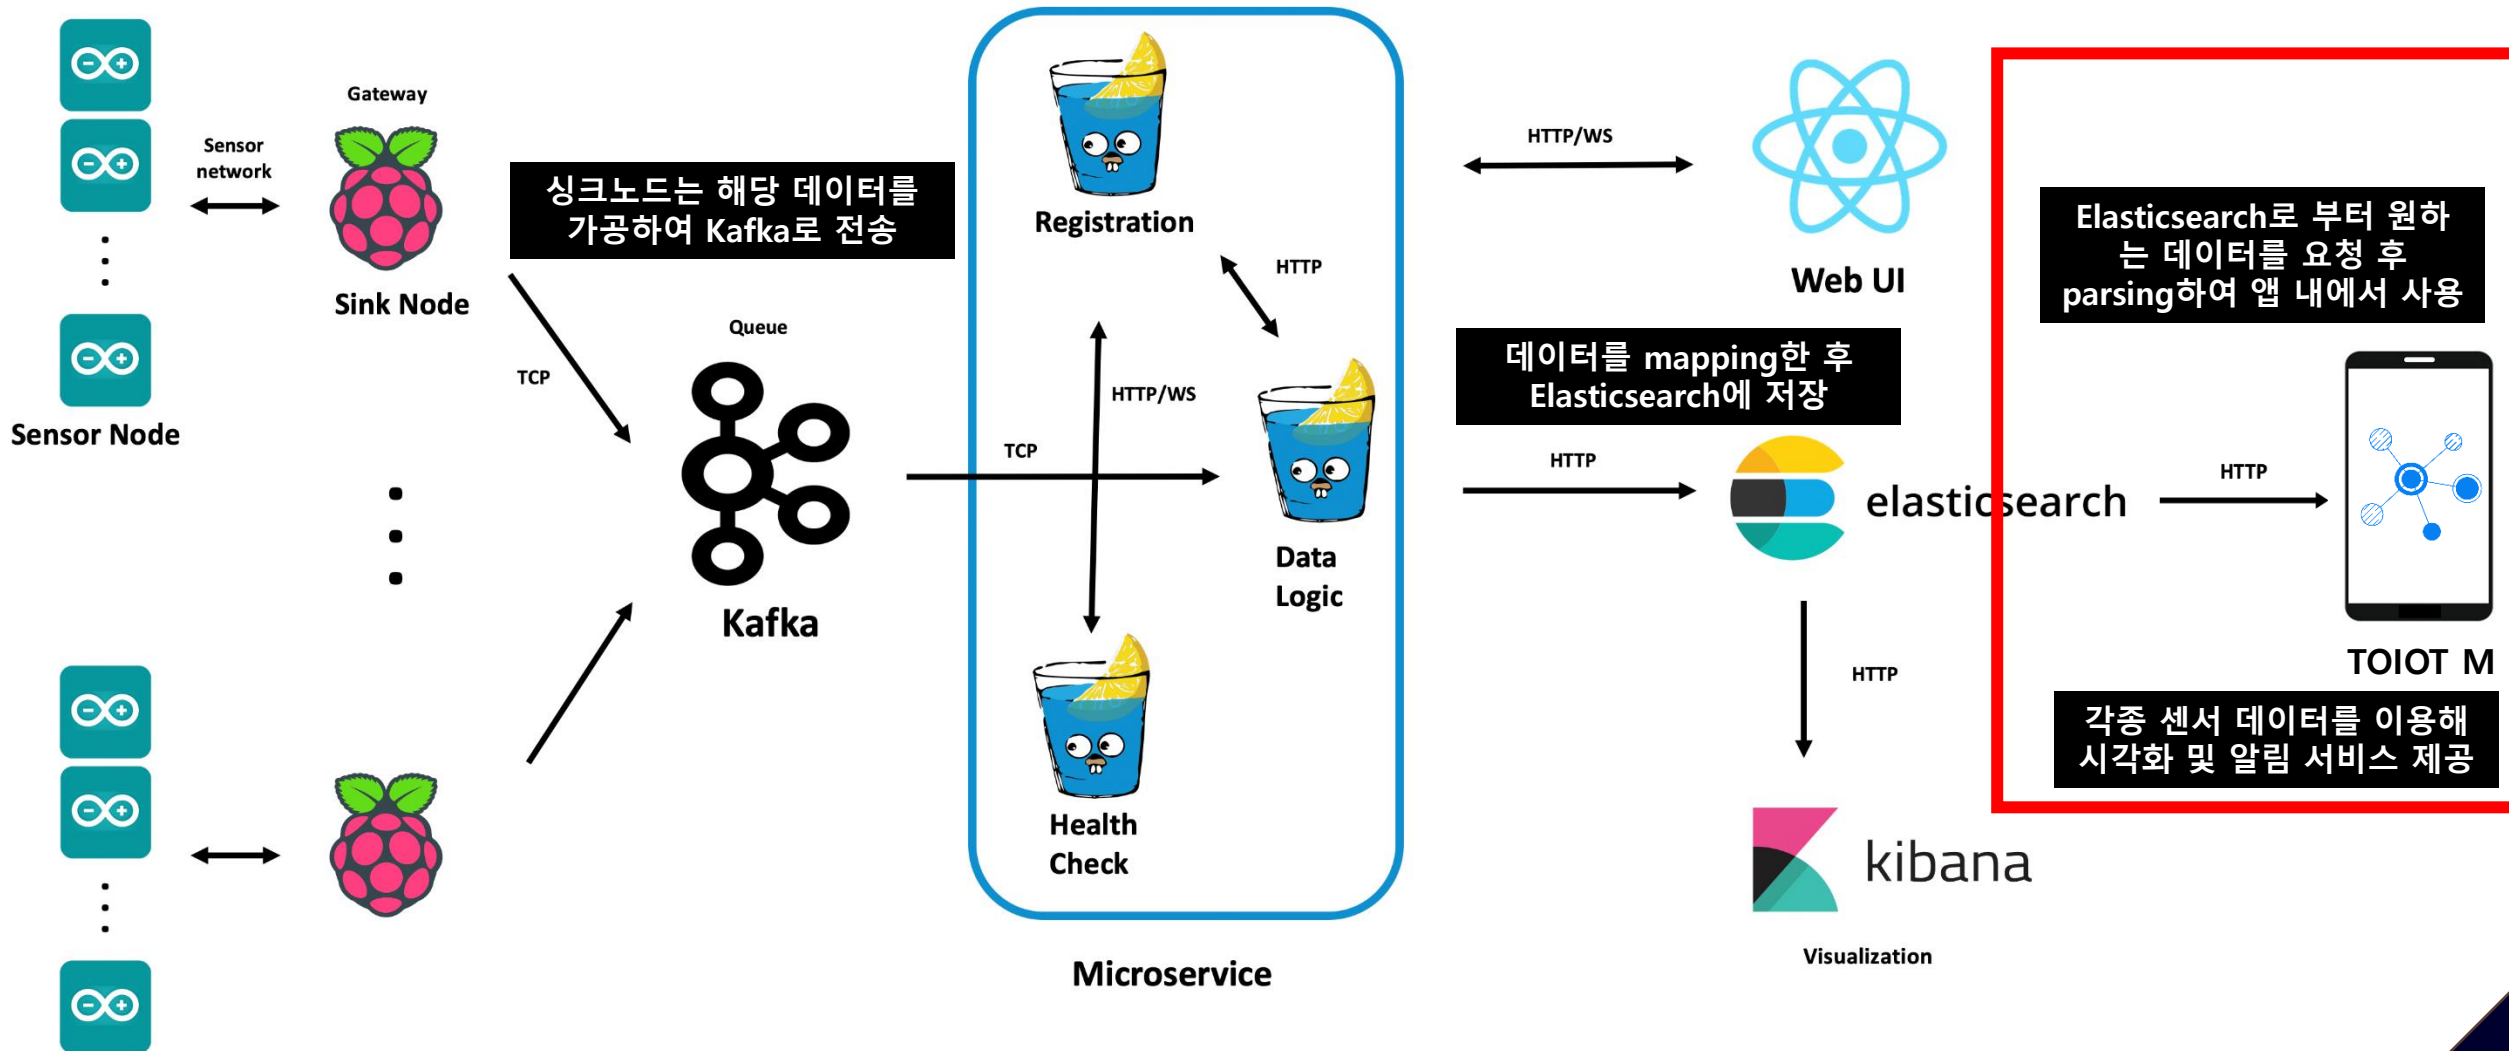 Gateway
Sensor
network
Sink Node
Sensor Node
싱크노드는 해당 데이터를
가공하여 Kafka로 전송
TCP
Queue
Kafka
TCP
Registration
HTTP
HTTP/WS
Data
Logic
Health
Check
Microservice
HTTP/WS
Web UI
데이터를 mapping한 후
Elasticsearch에 저장
HTTP
elasticsearch
HTTP
kibana
Visualization
Elasticsearch로 부터 원하
는 데이터를 요청 후
parsing하여 앱 내에서 사용
HTTP
TOIOT M
각종 센서 데이터를 이용해
시각화 및 알림 서비스 제공